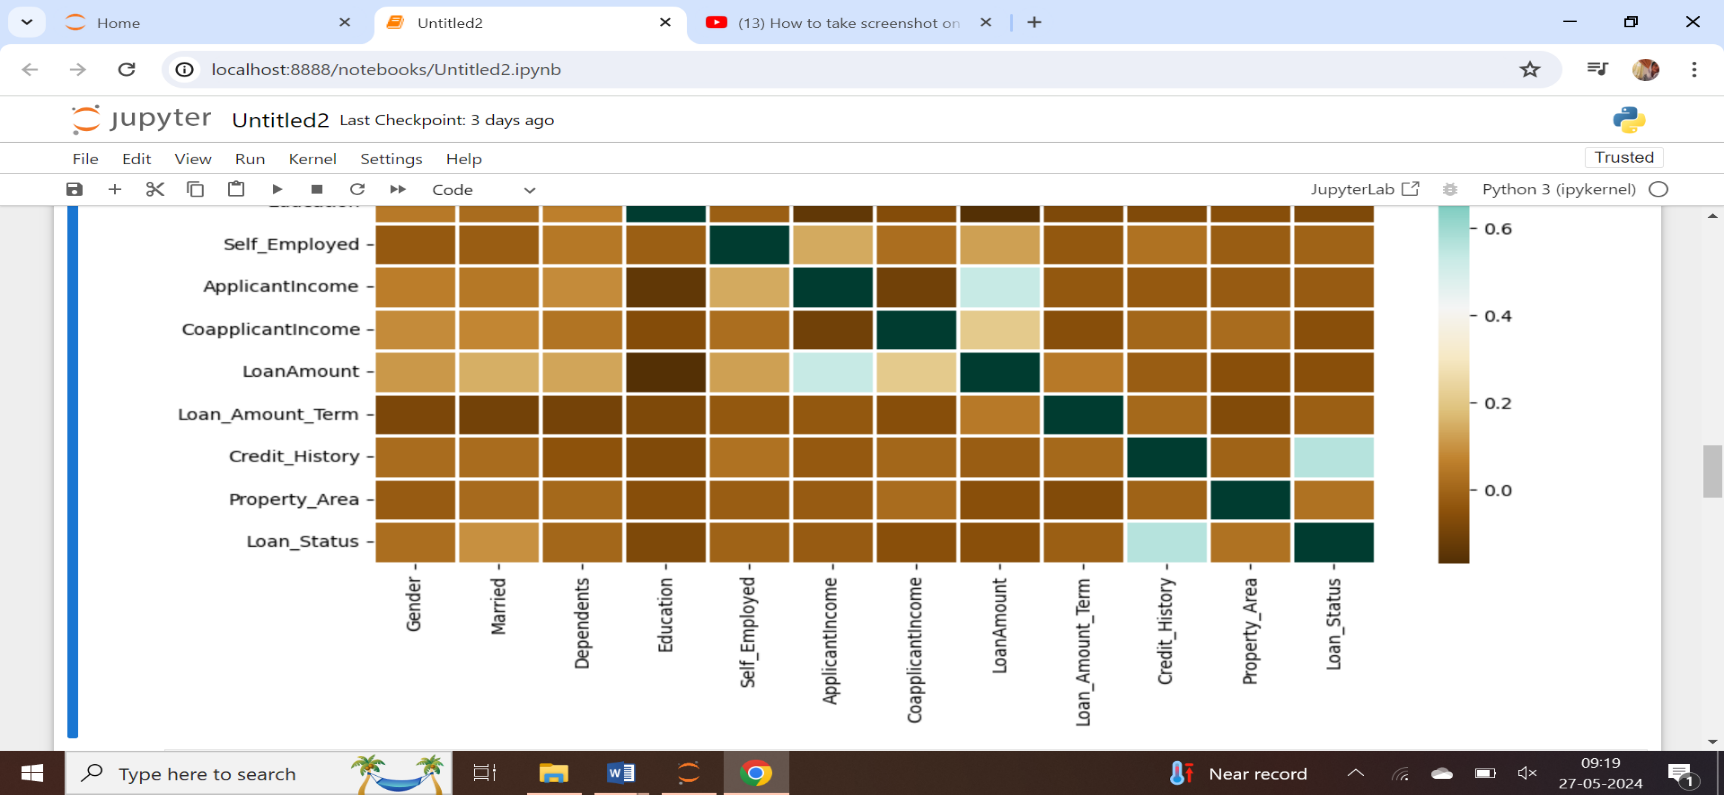 Home
Untitled2
(13) How to take screenshot on
localhost:8888/notebooks/Untitled2.ipynb
jupyter Untitled2 Last Checkpoint: 3 days ago
File Edit View Run Kernel Settings Help
Trusted
Code
JupyterLab
Python 3 (ipykernel)
Self_Employed
ApplicantIncome
CoapplicantIncome
LoanAmount
Loan_Amount_Term
Credit_History
Property_Area
Loan_Status
Gender
Married
Dependents
Education
Self_Employed
ApplicantIncome
CoapplicantIncome
LoanAmount
Loan_Amount_Term
Credit_History
Property_Area
Loan_Status
0.6
0.4
0.2
0.0
Type here to search
Near record
09:19
27-05-2024
1